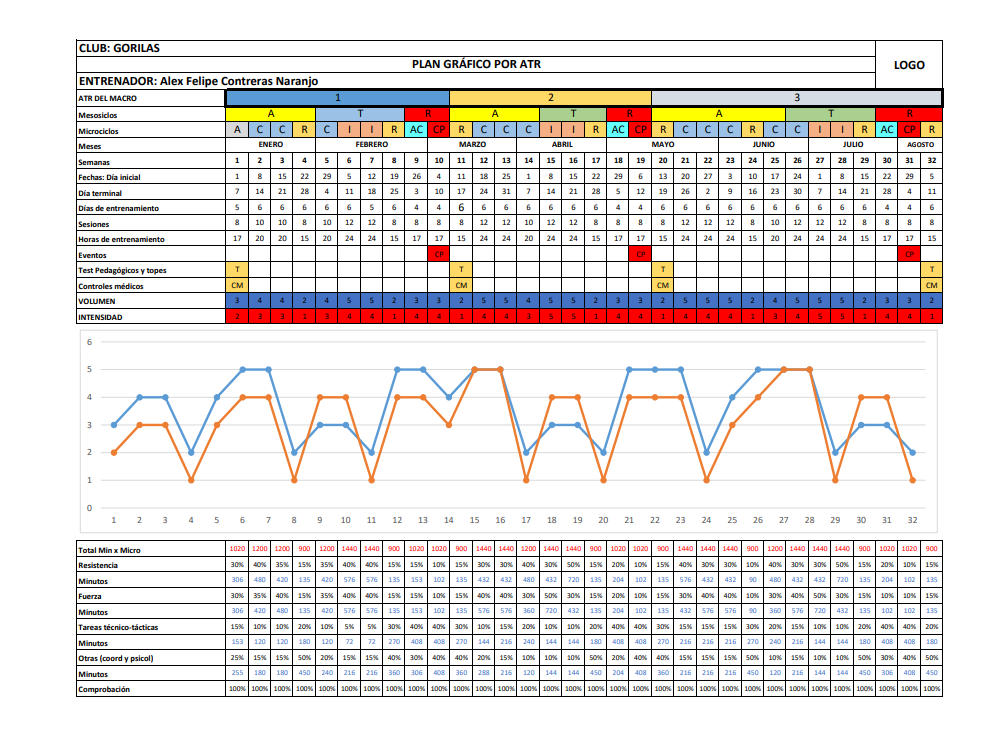 CLUB: GORILAS
PLAN GRÁFICO POR ATR
LOGO
ENTRENADOR: Alex Felipe Contreras Naranjo
ATR DEL MACRO 1 2 3
Mesosiclos A T R A T R A T R
Microciclos A C C R C I I R AC CP R C C C I I R AC CP R C C C R C C I I R AC CP R
Meses ENERO FEBRERO MARZO ABRIL MAYO JUNIO JULIO AGOSTO
Semanas 1 2 3 4 5 6 7 8 9 10 11 12 13 14 15 16 17 18 19 20 21 22 23 24 25 26 27 28 29 30 31 32
Fechas: Día inicial 1 8 15 22 29 5 12 19 26 4 11 18 25 1 8 15 22 29 6 13 20 27 3 10 17 24 1 8 15 22 29 5
Día terminal 7 14 21 28 4 11 18 25 3 10 17 24 31 7 14 21 28 5 12 19 26 2 9 16 23 30 7 14 21 28 4 11
Días de entrenamiento 5 6 6 6 6 6 6 6 4 4 6 6 6 6 6 6 6 4 4 6 6 6 6 6 6 6 6 6 6 4 4 6
Sesiones 8 10 10 8 10 12 12 8 8 8 8 12 12 10 12 12 8 8 8 8 12 12 12 8 10 12 12 12 8 8 8 8
Horas de entrenamiento 17 20 20 15 20 24 24 15 17 17 15 24 24 20 24 24 15 17 17 15 24 24 24 15 20 24 24 24 15 17 17 15
Eventos CP CP CP
Test Pedagógicos y topes T T T T
Controles médicos CM CM CM CM
VOLUMEN 3 4 4 2 4 5 5 2 3 3 2 5 5 4 5 5 2 3 3 2 5 5 5 2 4 5 5 5 2 3 3 2
INTENSIDAD 2 3 3 1 3 4 4 1 4 4 1 4 4 3 5 5 1 4 4 1 4 4 4 1 3 4 5 5 1 4 4 1
6
5
4
3
2
1
0
1 2 3 4 5 6 7 8 9 10 11 12 13 14 15 16 17 18 19 20 21 22 23 24 25 26 27 28 29 30 31 32
Total Min x Micro 1020 1200 1200 900 1200 1440 1440 900 1020 1020 900 1440 1440 1200 1440 1440 900 1020 1020 900 1440 1440 1440 900 1200 1440 1440 1440 900 1020 1020 900
Resistencia 30% 40% 35% 15% 35% 40% 40% 15% 15% 10% 15% 30% 30% 40% 30% 50% 15% 20% 10% 15% 40% 30% 30% 10% 40% 30% 30% 50% 15% 20% 10% 15%
Minutos 306 480 420 135 420 576 576 135 153 102 135 432 432 480 432 720 135 204 102 135 576 432 432 90 480 432 432 720 135 204 102 135
Fuerza 30% 35% 40% 15% 35% 40% 40% 15% 15% 10% 15% 30% 40% 30% 50% 30% 15% 20% 10% 15% 30% 40% 40% 10% 30% 40% 50% 30% 15% 10% 10% 15%
Minutos 306 420 480 135 420 576 576 135 153 102 135 432 576 360 720 432 135 204 102 135 432 576 576 90 360 576 720 432 135 102 102 135
Tareas técnico-tácticas 15% 10% 10% 20% 10% 5% 5% 30% 40% 40% 30% 10% 15% 20% 10% 10% 20% 40% 40% 30% 15% 15% 15% 30% 20% 15% 10% 10% 20% 40% 40% 20%
Minutos 153 120 120 180 120 72 72 270 408 408 270 144 216 240 144 144 180 408 408 270 216 216 216 270 240 216 144 144 180 408 408 180
Otras (coord y psicol) 25% 15% 15% 50% 20% 15% 15% 40% 30% 40% 40% 20% 15% 10% 10% 10% 50% 20% 40% 40% 15% 15% 15% 50% 10% 15% 10% 10% 50% 30% 40% 50%
Minutos 255 180 180 450 240 216 216 360 306 408 360 288 216 120 144 144 450 204 408 360 216 216 216 450 120 216 144 144 450 306 408 450
Comprobación 100% 100% 100% 100% 100% 100% 100% 100% 100% 100% 100% 100% 100% 100% 100% 100% 100% 100% 100% 100% 100% 100% 100% 100% 100% 100% 100% 100% 100% 100% 100% 100%